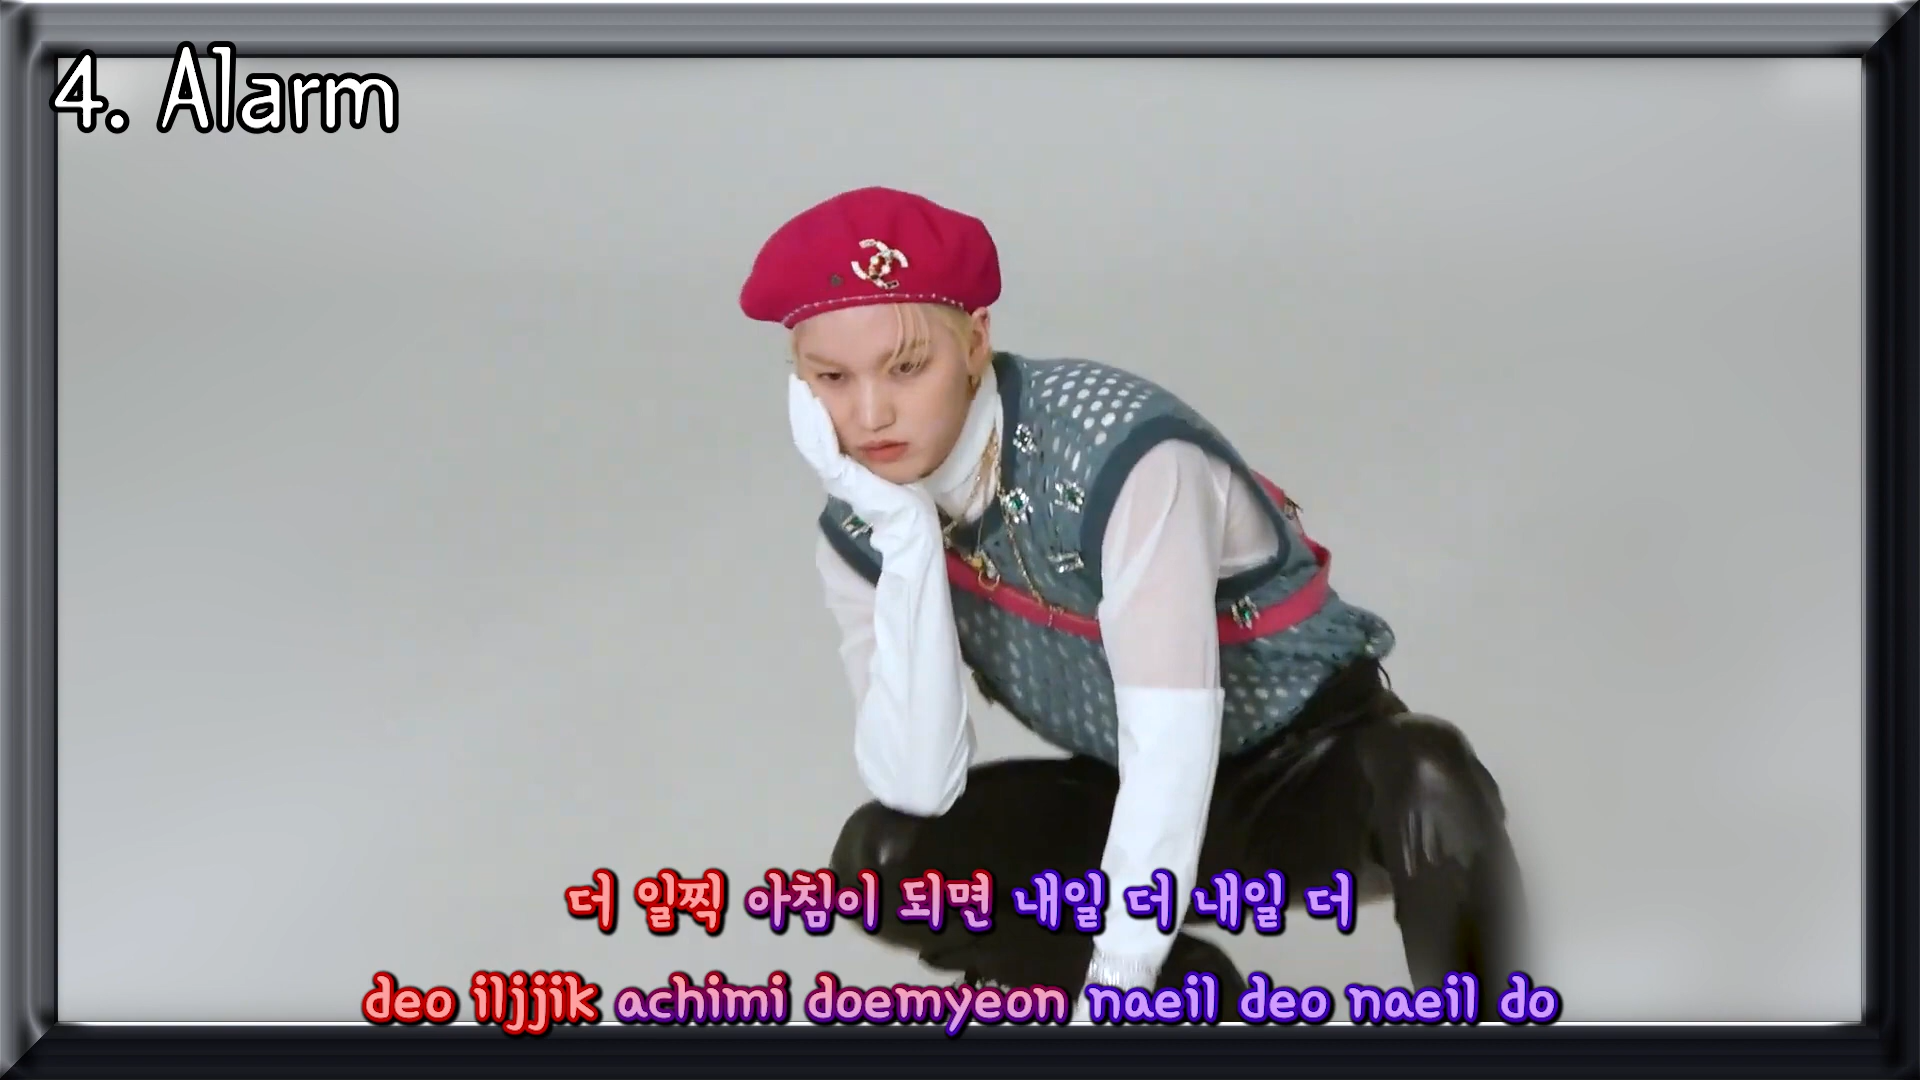 4. Alarm
더 일찍 아침이 되면 내일 더 내일 더
deo iljjik achimi doemyeon naeil deo naeil do